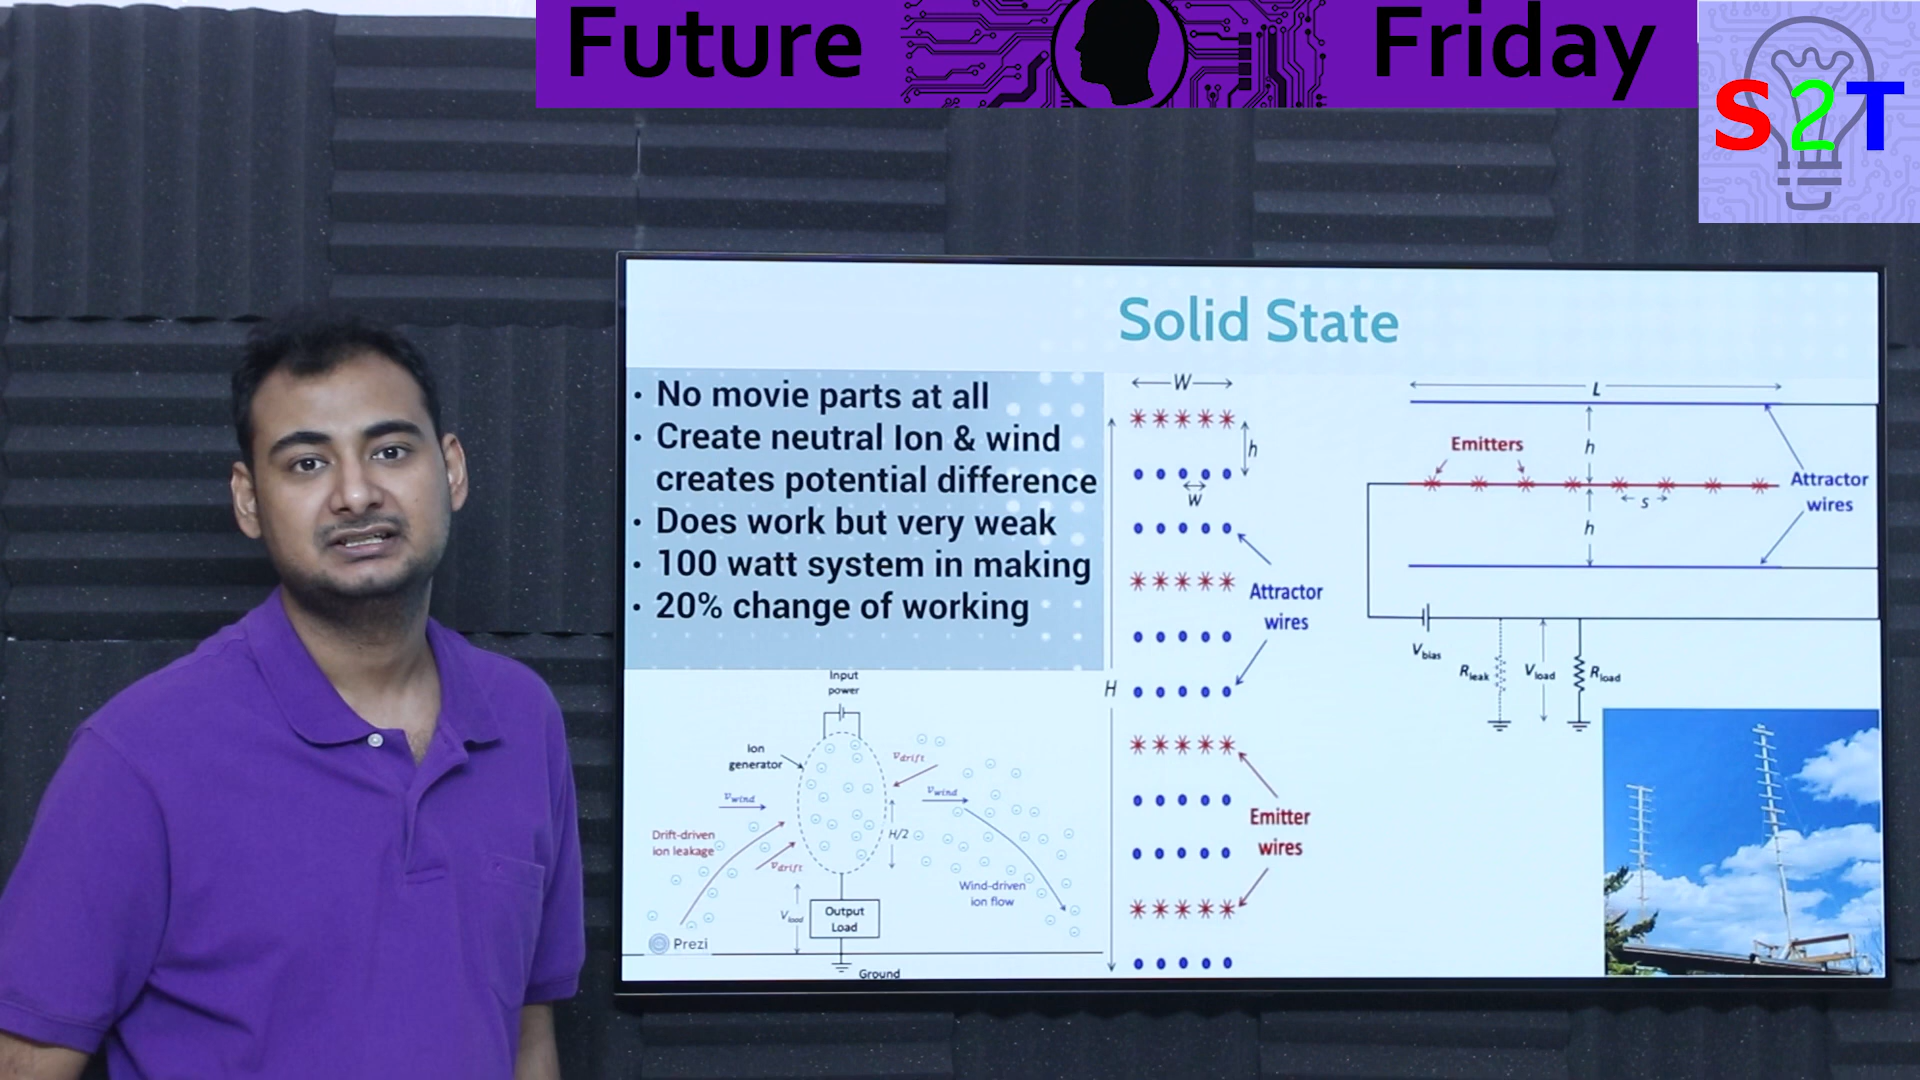 Future Friday
S2T
Solid State
• No movie parts at all
• Create neutral Ion & wind
creates potential difference
• Does work but very weak
• 100 watt system in making
• 20% change of working
W
h
w
Attractor
wires
H
Emitter
wires
L
Emitters
h
s
h
Attractor
wires
Vbias
Rleak
Vload
Rload
Input
power
Ion
generator
vdrift
vwind
vwind
H/2
Drift-driven
ion leakage
vdrift
Wind-driven
ion flow
Vload
Output
Load
Prezi
Ground